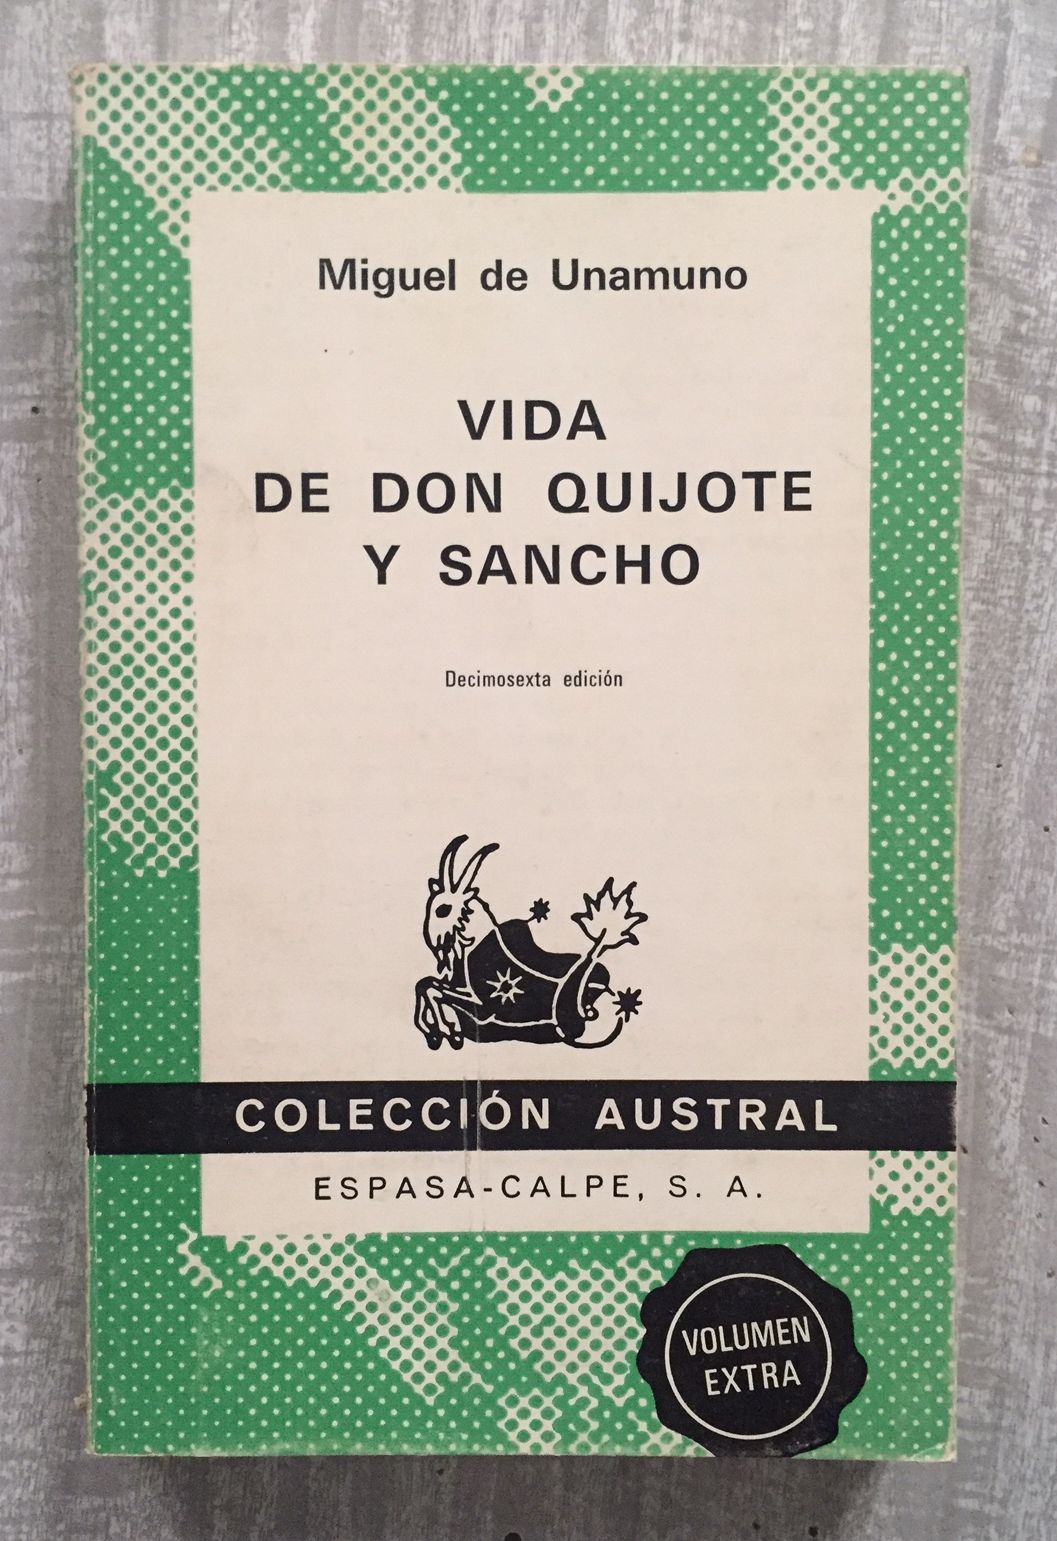 Miguel de Unamuno
VIDA
DE DON QUIJOTE
Y SANCHO
Decimosexta edición
COLECCIÓN AUSTRAL
ESPASA-CALPE, S. A.
VOLUMEN
EXTRA